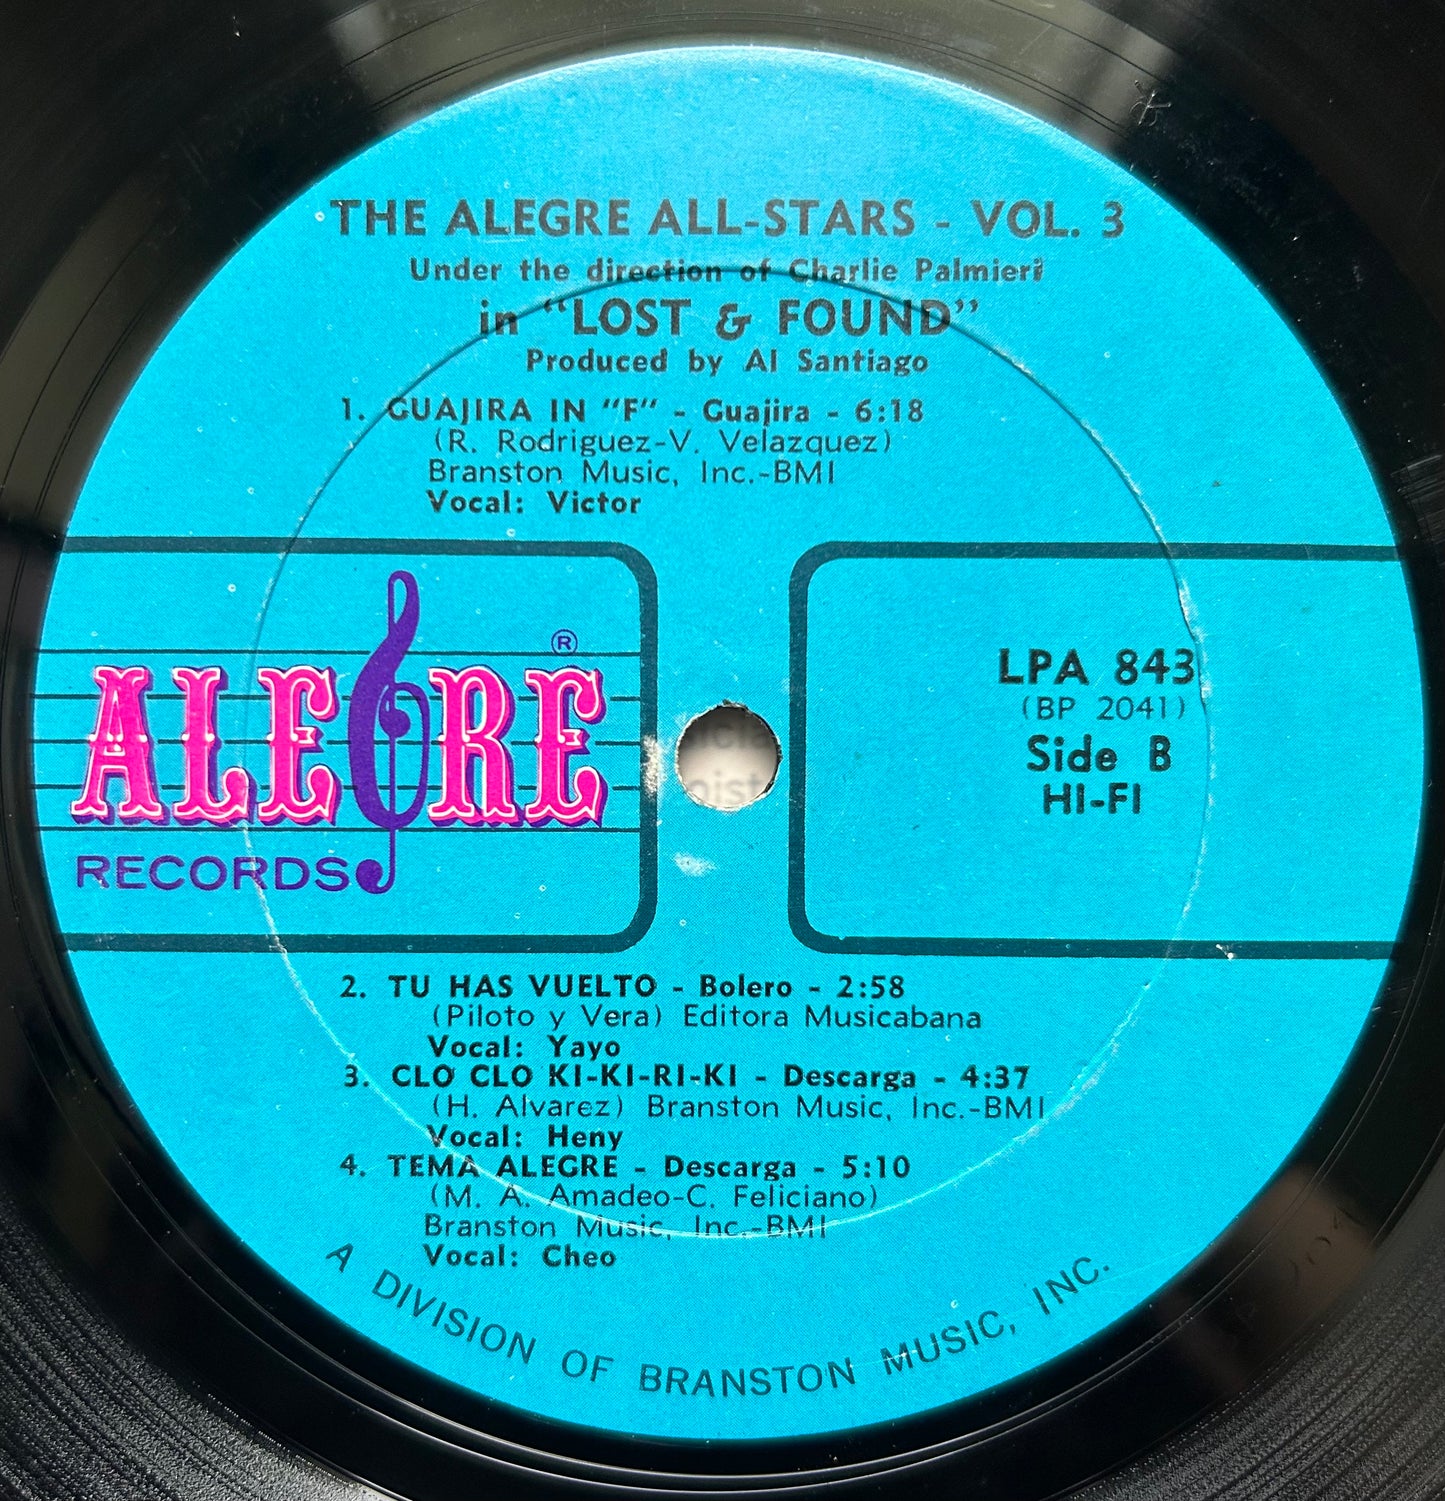 THE ALEGRE ALL-STARS - VOL. 3
Under the direction of Charlie Palmieri
in "LOST & FOUND"
Produced by Al Santiago
1. GUAJIRA IN "F" - Guajira - 6:18
(R. Rodriguez-V. Velazquez)
Branston Music, Inc.-BMI
Vocal: Victor
ALEGRE ®
RECORDS
LPA 843
(BP 2041)
Side B
HI-FI
2. TU HAS VUELTO - Bolero - 2:58
(Piloto y Vera) Editora Musicabana
Vocal: Yayo
3. CLO CLO KI-KI-RI-KI - Descarga - 4:37
(H. Alvarez) Branston Music, Inc.-BMI
Vocal: Heny
4. TEMA ALEGRE - Descarga - 5:10
(M. A. Amadeo-C. Feliciano)
Branston Music, Inc.-BMI
Vocal: Cheo
A DIVISION OF BRANSTON MUSIC, INC.